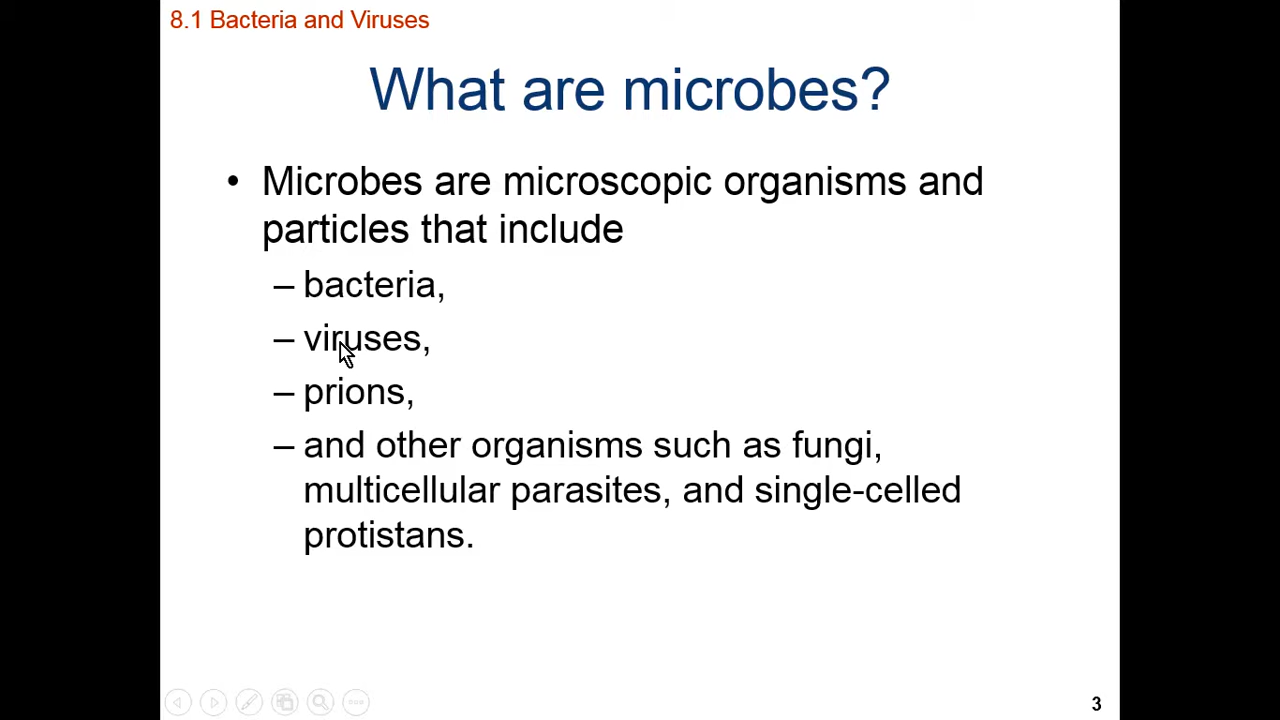 8.1 Bacteria and Viruses
What are microbes?
• Microbes are microscopic organisms and
particles that include
– bacteria,
– viruses,
– prions,
– and other organisms such as fungi,
multicellular parasites, and single-celled
protistans.
3